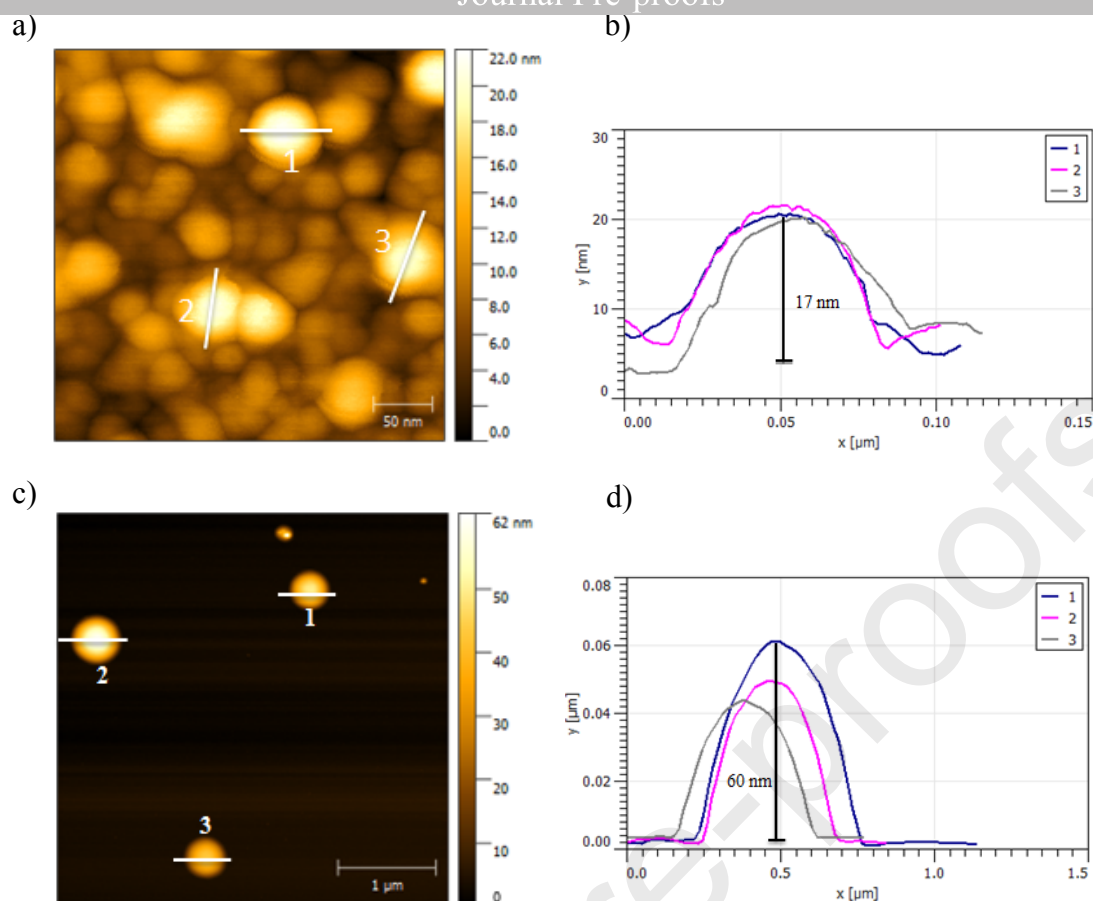 Journal Pre-proofs
a)
b)
22.0 nm
20.0
18.0
16.0
14.0
12.0
10.0
8.0
6.0
4.0
2.0
0.0
1
2
3
50 nm
30
20
10
0
y [nm]
1
2
3
17 nm
0.00
0.05
0.10
0.15
x [µm]
c)
d)
62 nm
50
40
30
20
10
0
1
2
3
1 µm
0.08
0.06
0.04
0.02
0.00
y [µm]
1
2
3
60 nm
0.0
0.5
1.0
1.5
x [µm]
e-proofs